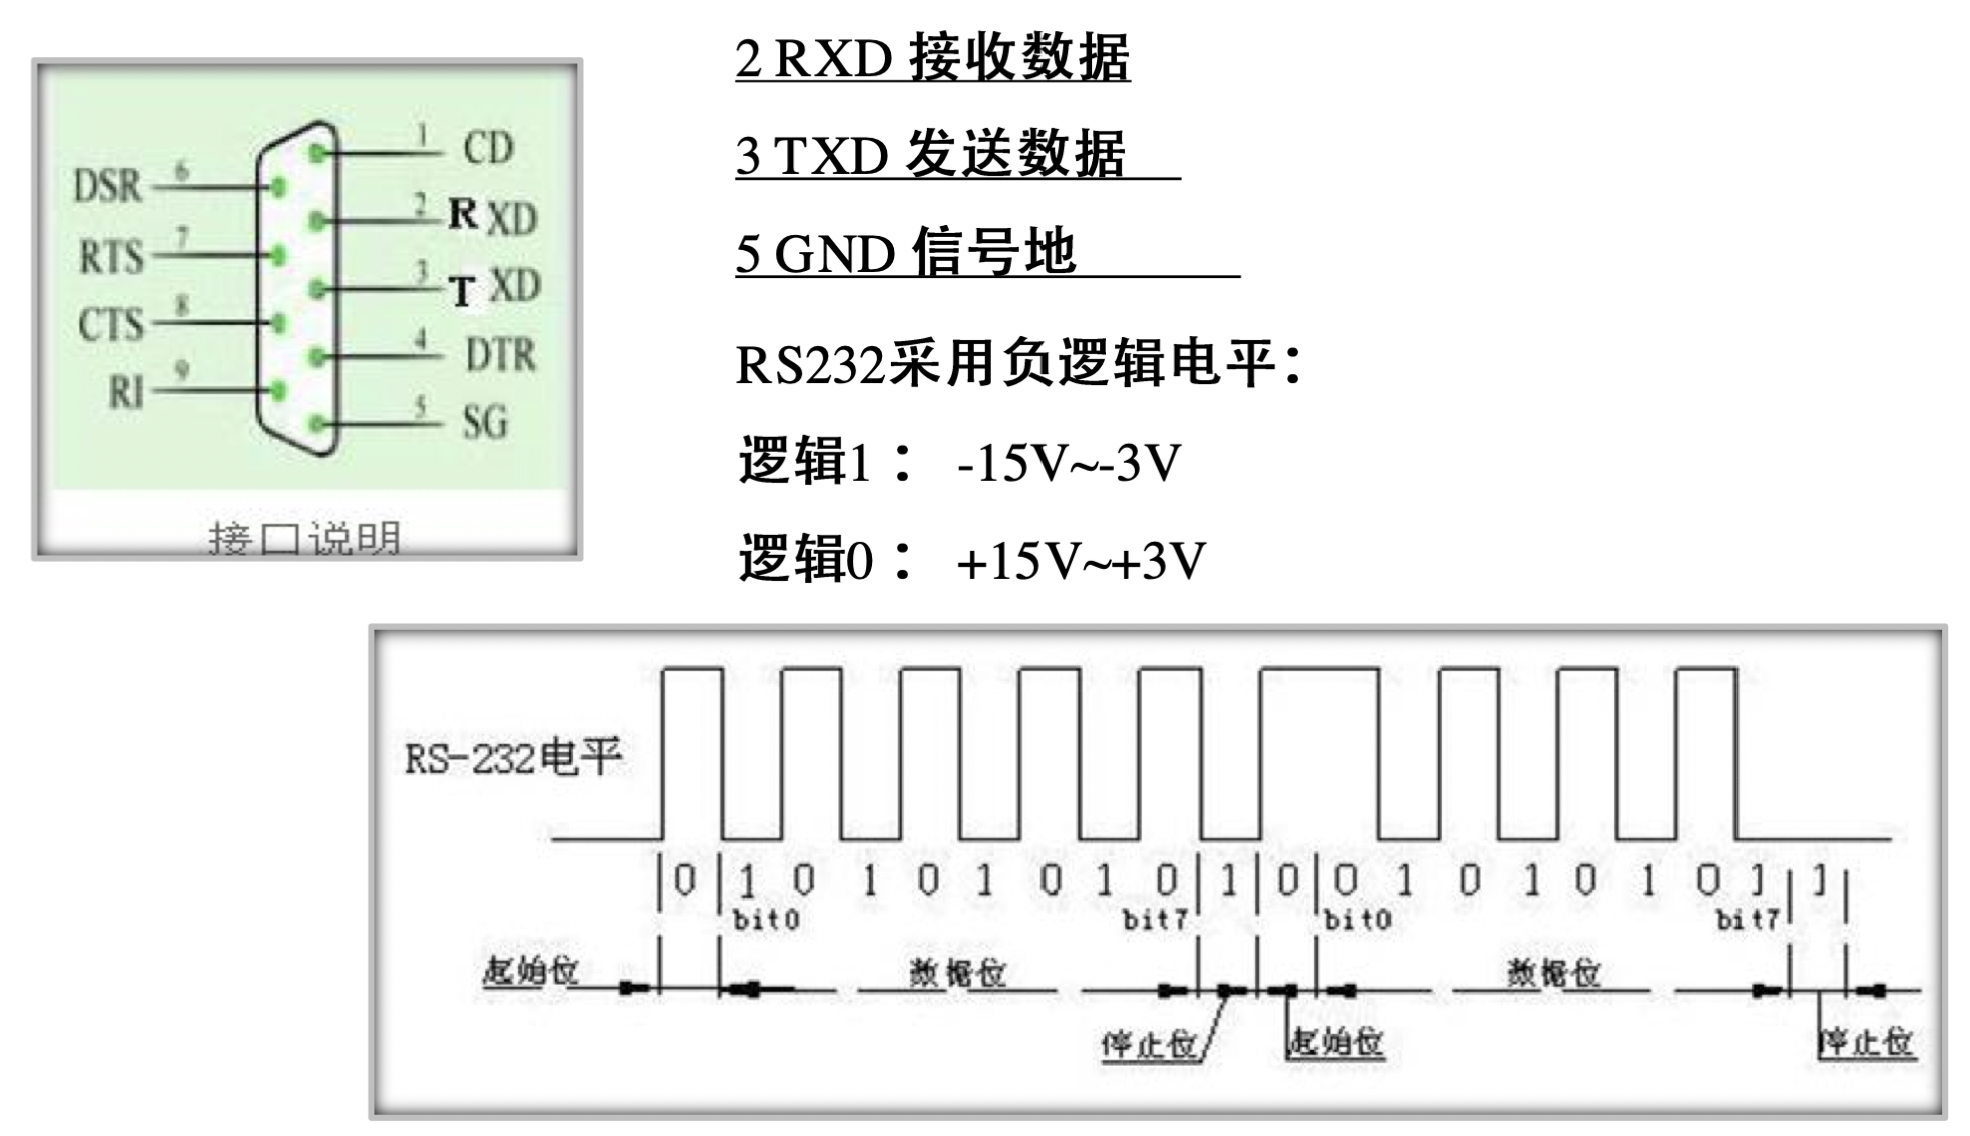 2 RXD 接收数据
3 TXD 发送数据
5 GND 信号地
RS232采用负逻辑电平：
逻辑1： -15V~-3V
逻辑0： +15V~+3V
1 CD
DSR 6
2 RXD
RTS 7
3 TXD
CTS 8
4 DTR
RI 9
5 SG
接口说明
RS-232电平
0 1 0 1 0 1 0 1 0 1 0 0 1 0 1 0 1 0 1 1
bit0 bit7 bit0 bit7
起始位 数据位 数据位
停止位 起始位 停止位